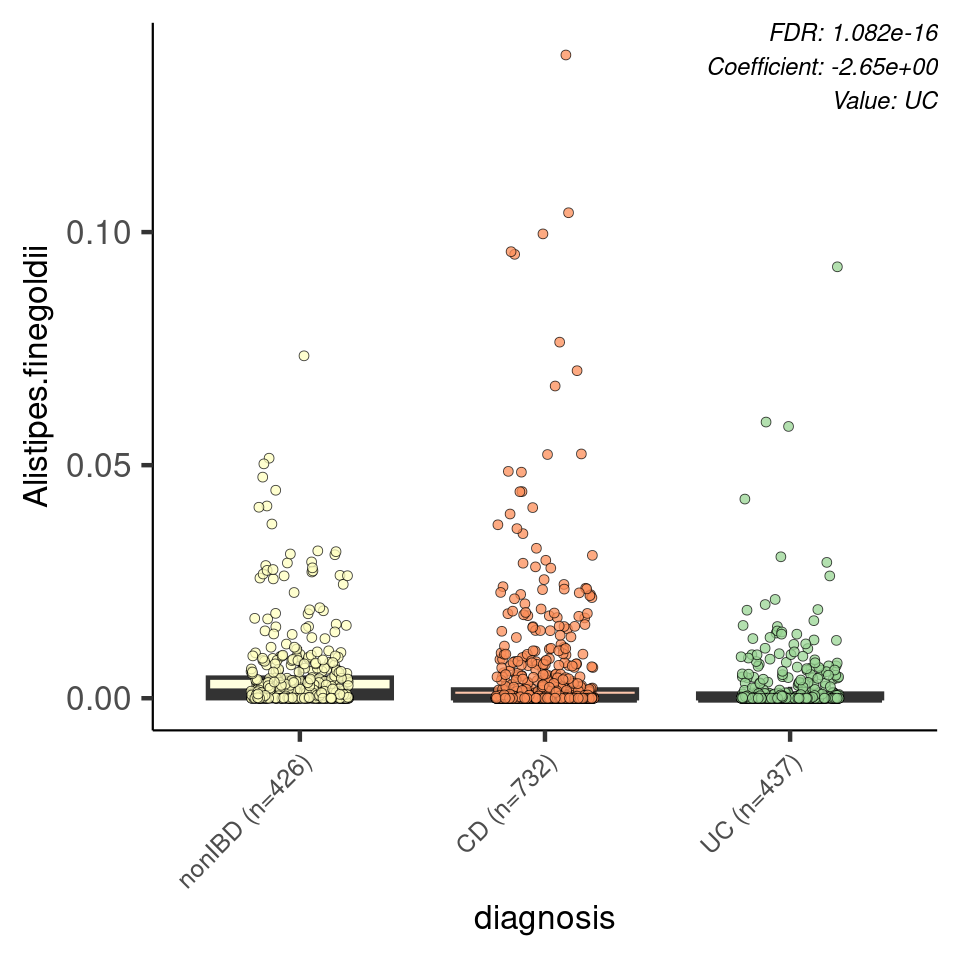 FDR: 1.082e-16
Coefficient: -2.65e+00
Value: UC
Alistipes.finegoldii
0.10
0.05
0.00
nonIBD (n=426)
CD (n=732)
UC (n=437)
diagnosis